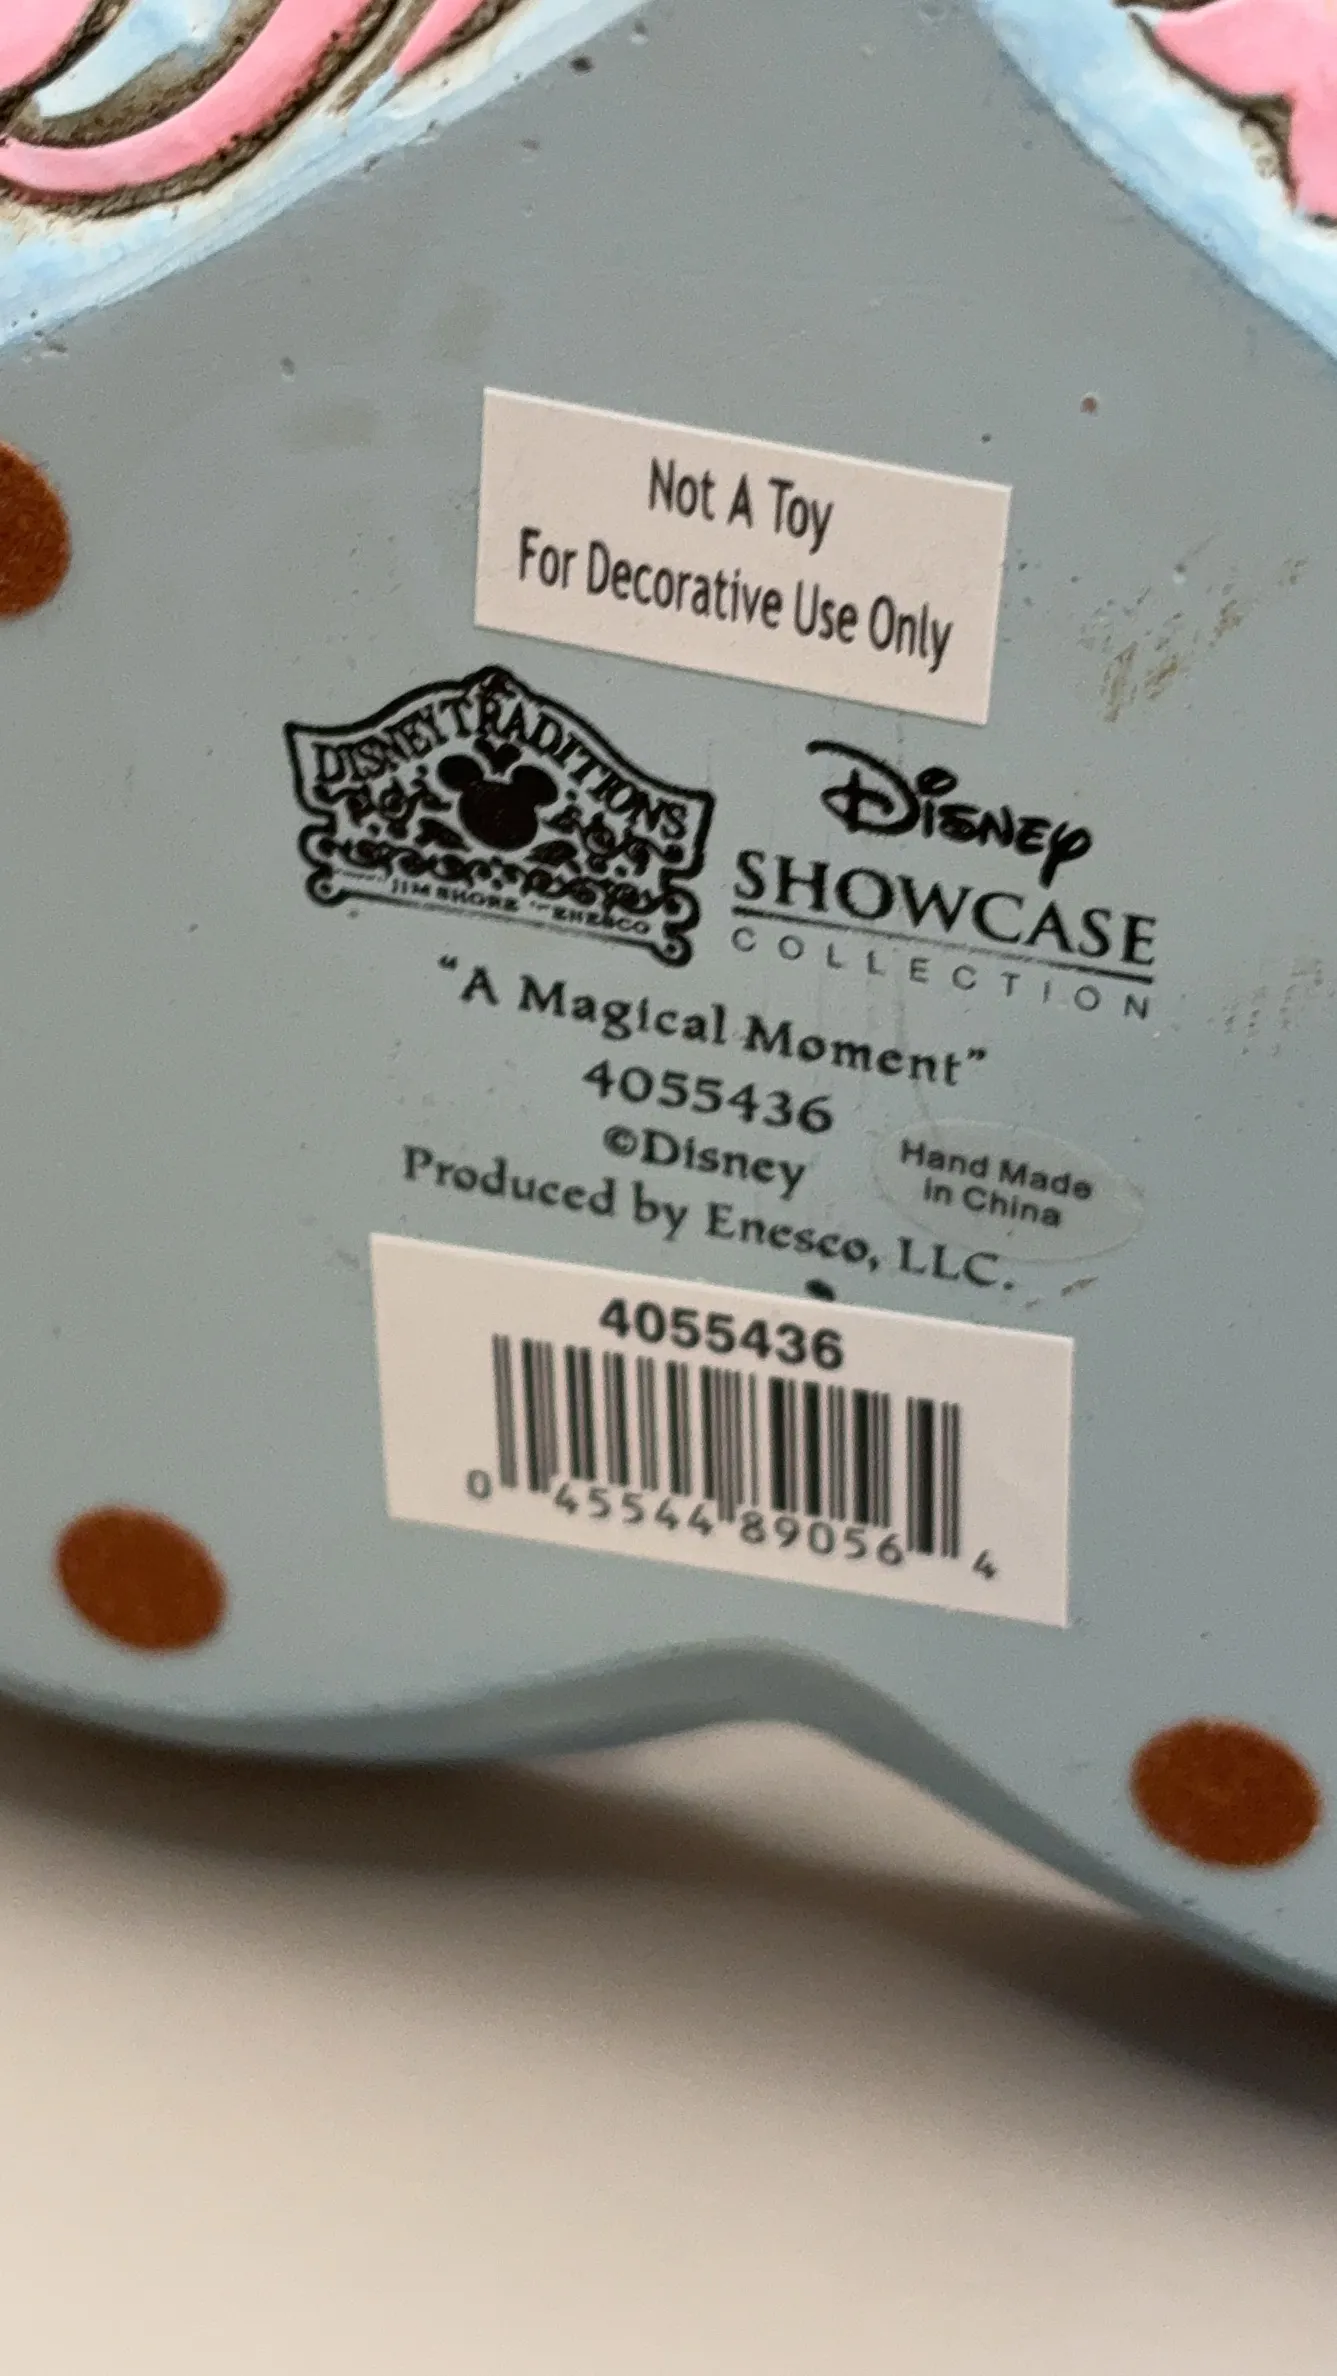 Not A Toy
For Decorative Use Only
DISNEY TRADITIONS
JIM SHORE
ENESCO
Disney
SHOWCASE
COLLECTION
“A Magical Moment”
4055436
©Disney
Produced by Enesco, LLC.
Hand Made
in China
4055436
0 45544 89056 4